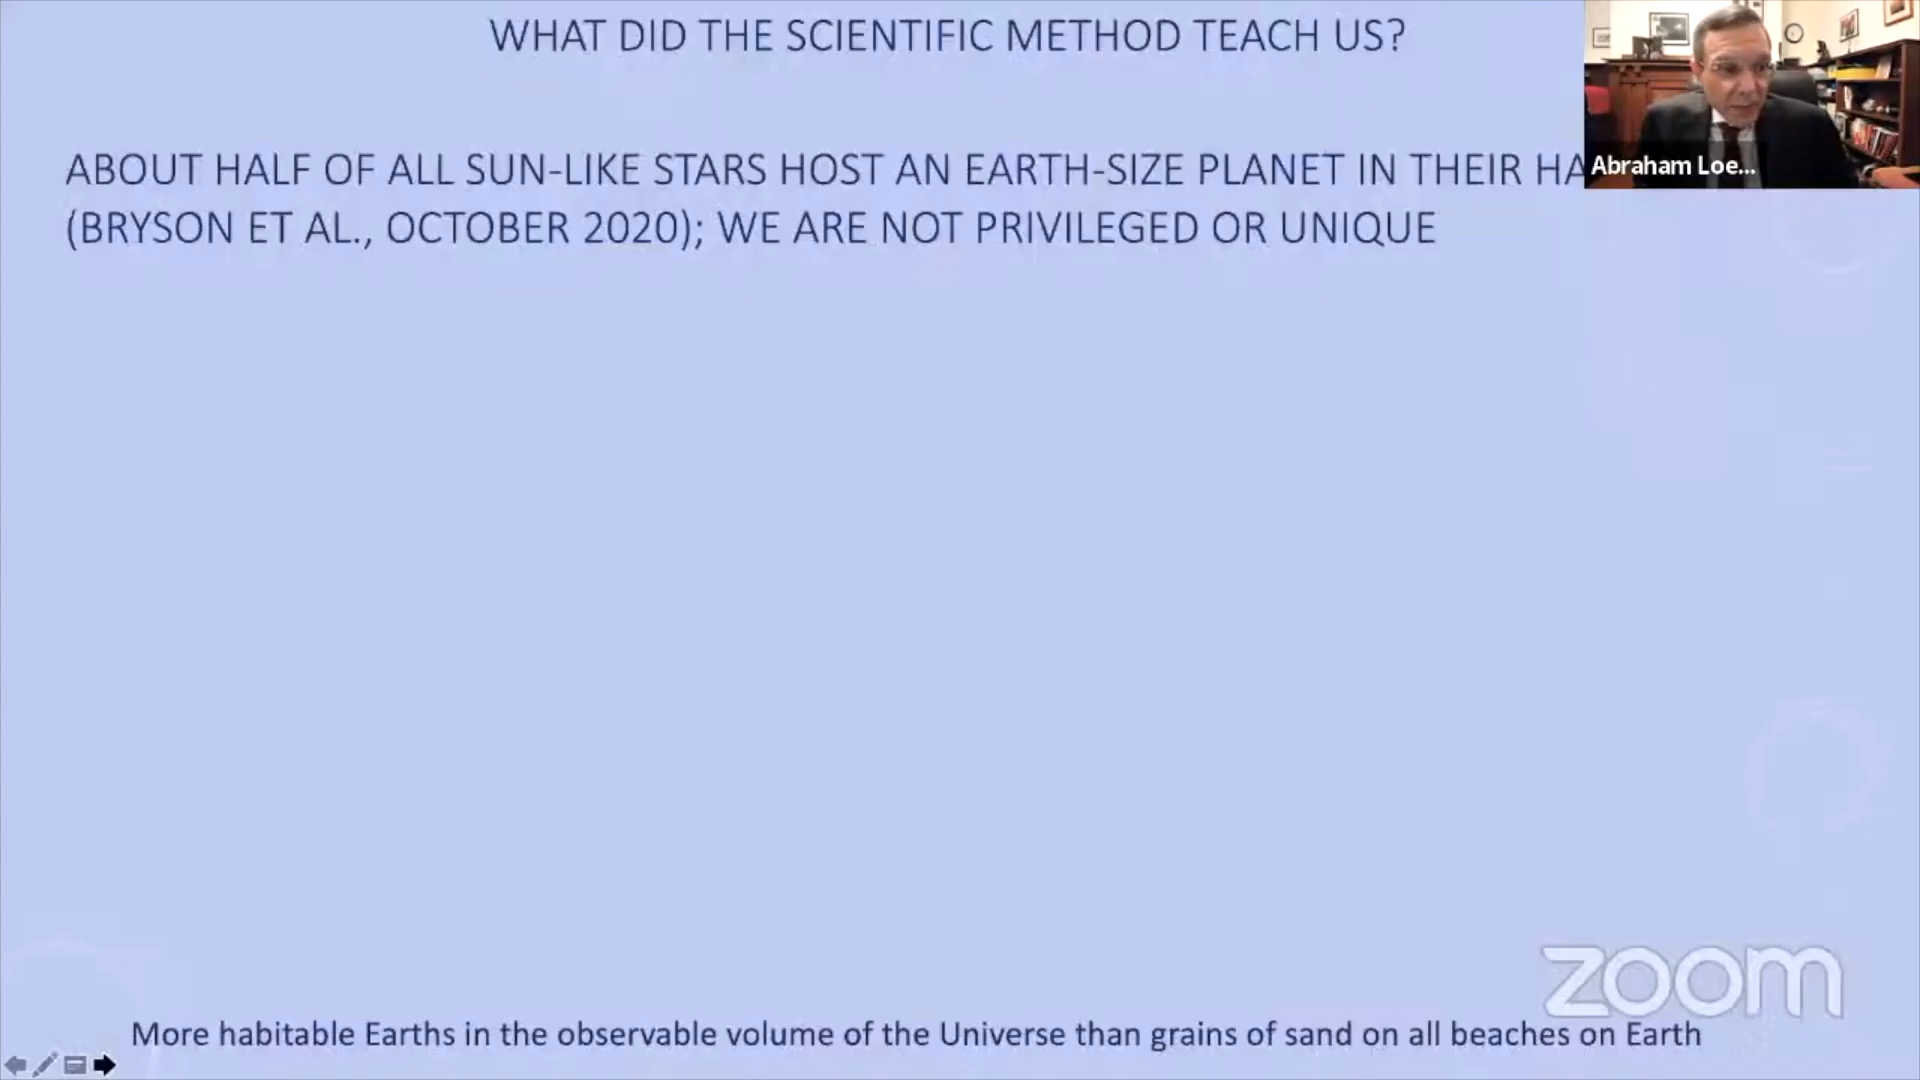 WHAT DID THE SCIENTIFIC METHOD TEACH US?
ABOUT HALF OF ALL SUN-LIKE STARS HOST AN EARTH-SIZE PLANET IN THEIR HA
Abraham Loe...
(BRYSON ET AL., OCTOBER 2020); WE ARE NOT PRIVILEGED OR UNIQUE
zoom
More habitable Earths in the observable volume of the Universe than grains of sand on all beaches on Earth